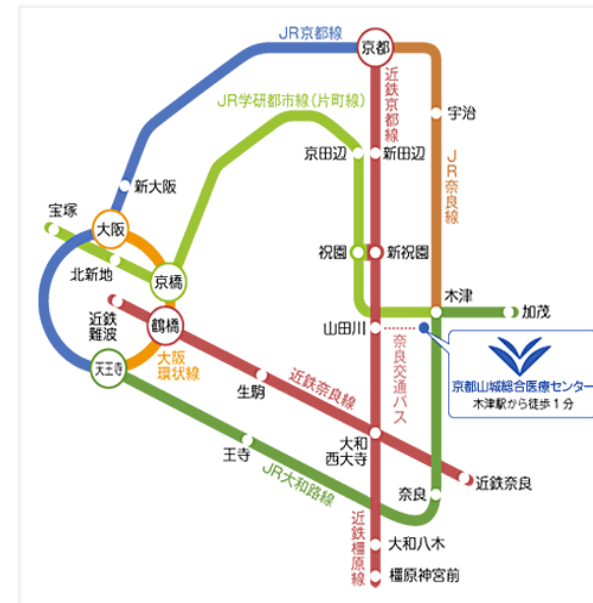 JR京都線
京都
近鉄京都線
JR学研都市線(片町線)
宇治
京田辺
新田辺
JR奈良線
新大阪
宝塚
大阪
北新地
京橋
祝園
新祝園
木津
加茂
近鉄
難波
鶴橋
山田川
奈良交通バス
京都山城総合医療センター
木津駅から徒歩1分
天王寺
大阪
環状線
生駒
近鉄奈良線
王寺
JR大和路線
大和
西大寺
近鉄奈良
奈良
近鉄橿原線
大和八木
橿原神宮前